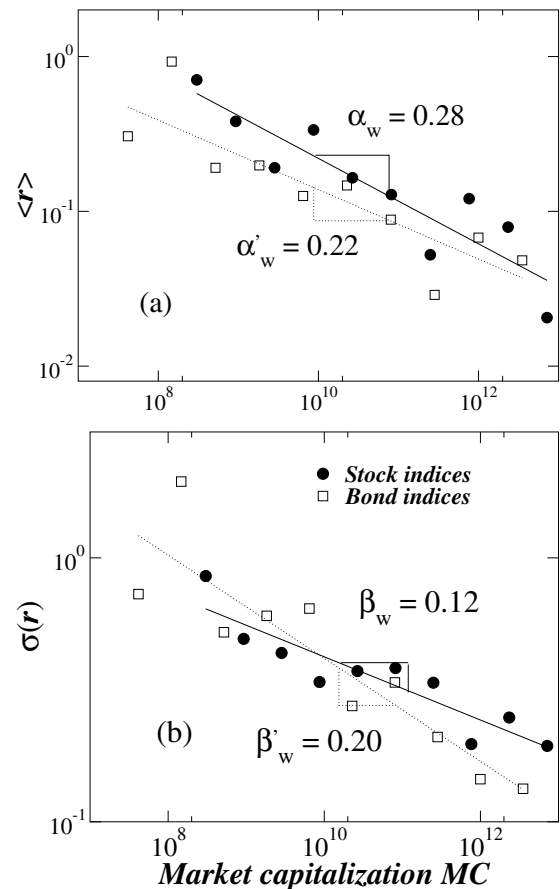 10^0
10^-1
10^-2
<r>
α_w = 0.28
α'_w = 0.22
(a)
10^8 10^10 10^12
● Stock indices
□ Bond indices
10^0
10^-1
σ(r)
β_w = 0.12
β'_w = 0.20
(b)
10^8 10^10 10^12
Market capitalization MC